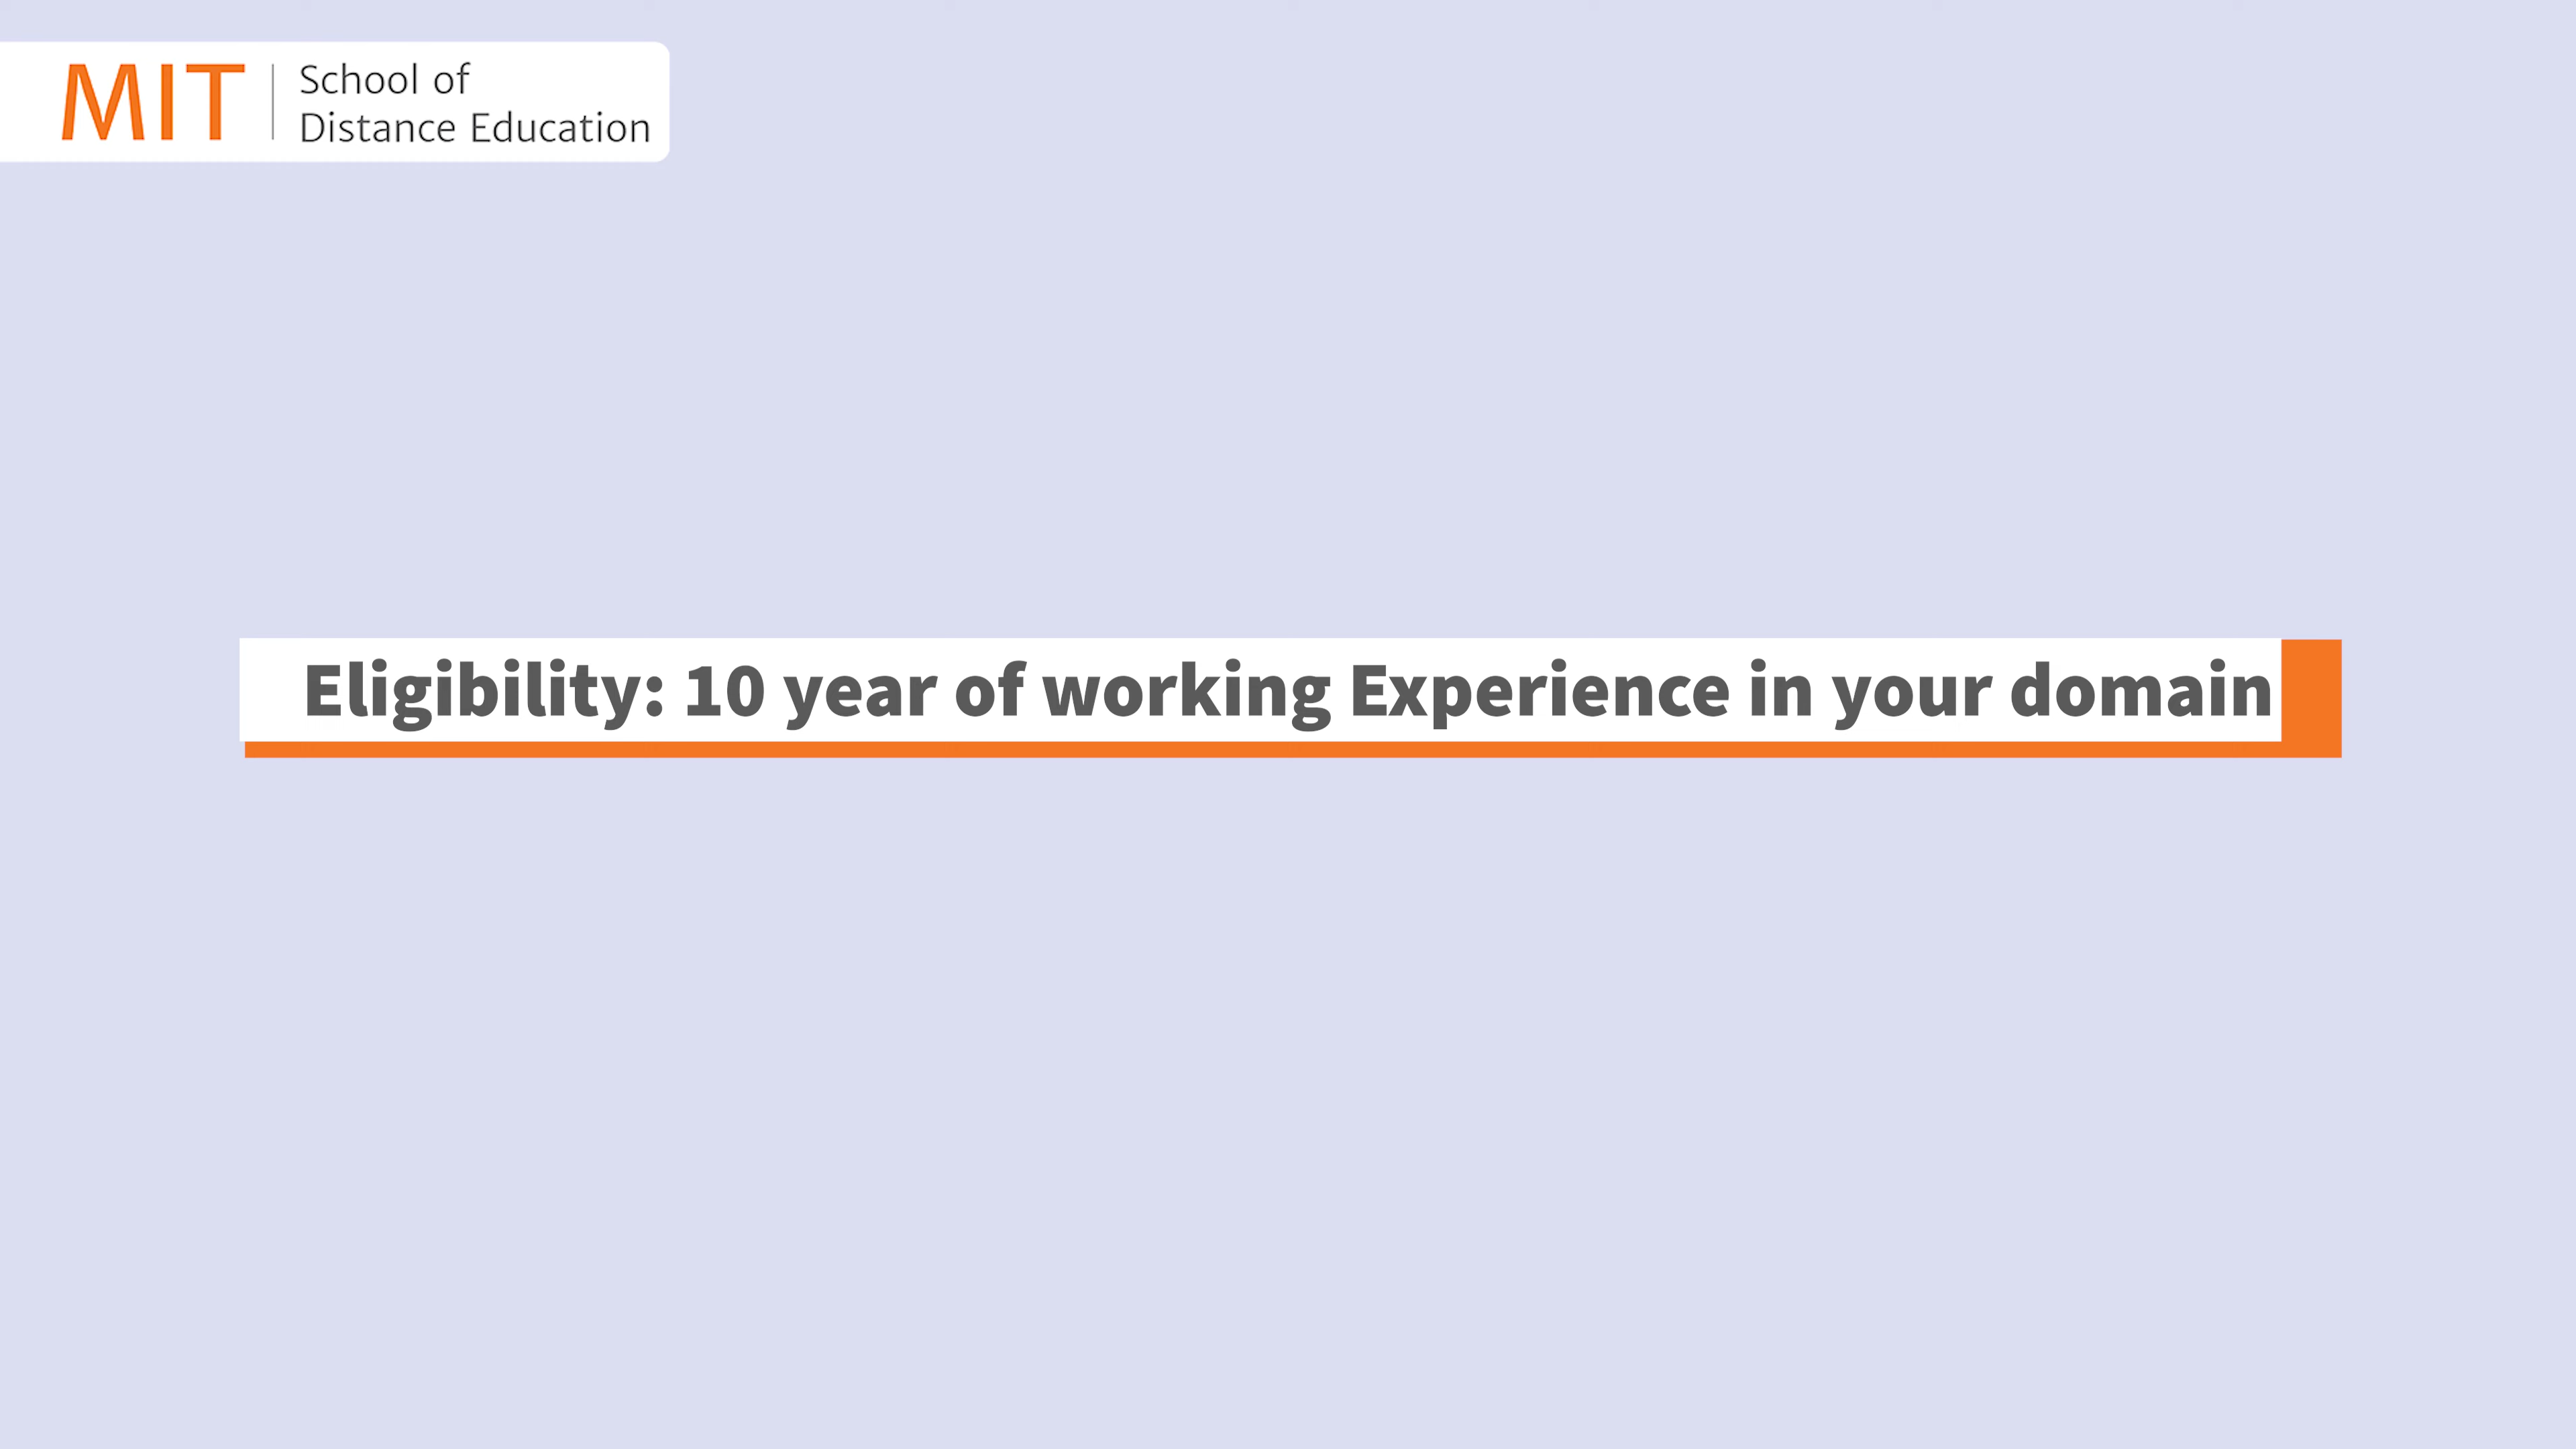 MIT
School of
Distance Education
Eligibility: 10 year of working Experience in your domain